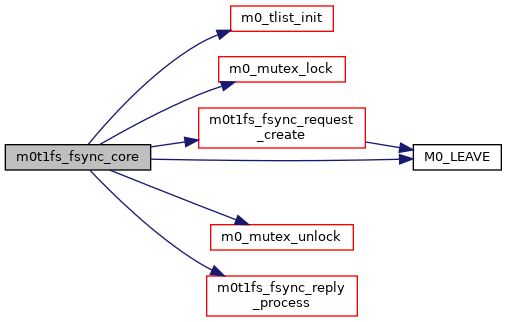 m0_tlist_init
m0_mutex_lock
m0t1fs_fsync_request
_create
m0t1fs_fsync_core
M0_LEAVE
m0_mutex_unlock
m0t1fs_fsync_reply
_process